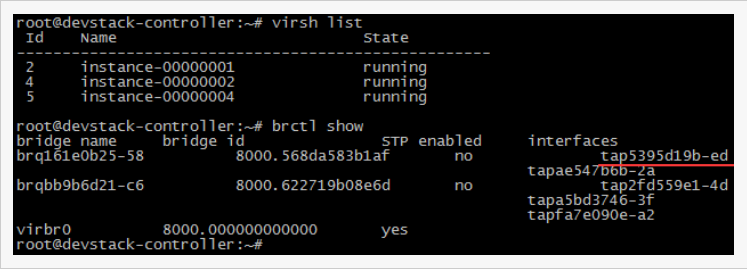 root@devstack-controller:~# virsh list
Id Name State
----------------------------------------------------
2 instance-00000001 running
4 instance-00000002 running
5 instance-00000004 running
root@devstack-controller:~# brctl show
bridge name bridge id STP enabled interfaces
brq161e0b25-58 8000.568da583b1af no tap5395d19b-ed
tapae547b6b-2a
brqbb9b6d21-c6 8000.622719b08e6d no tap2fd559e1-4d
tapa5bd3746-3f
tapfa7e090e-a2
virbr0 8000.000000000000 yes
root@devstack-controller:~#